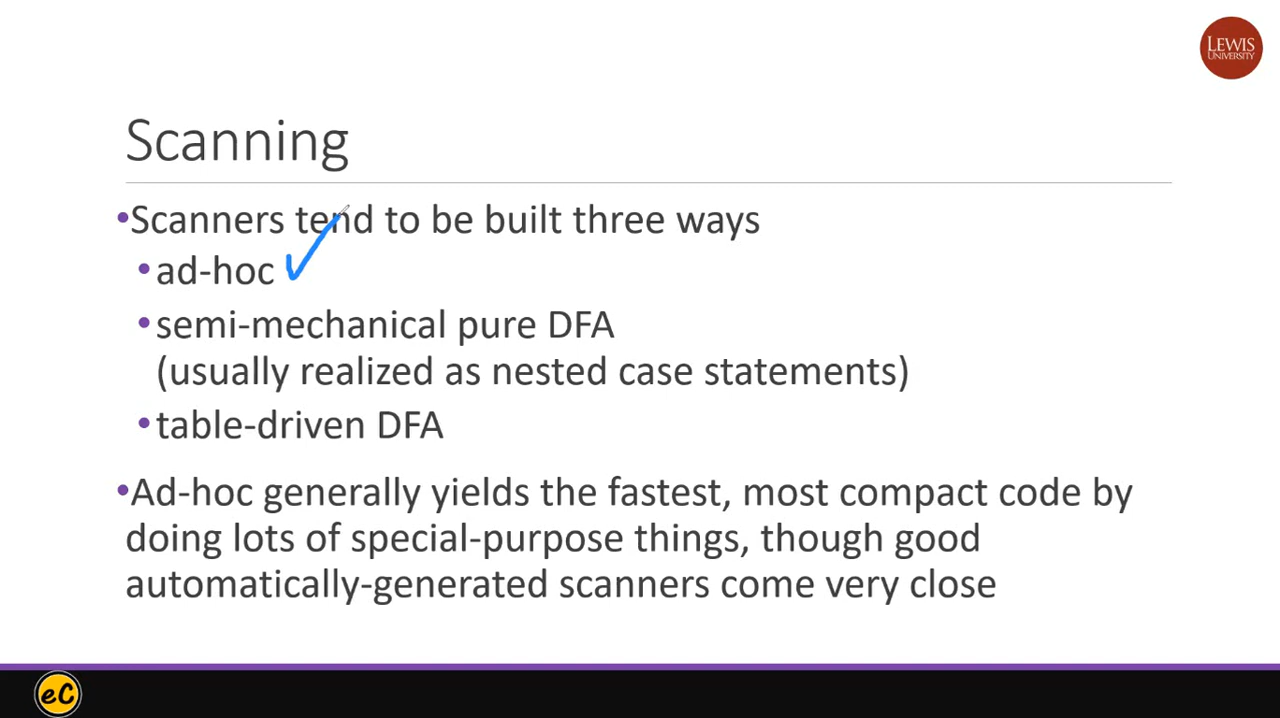 LEWIS
UNIVERSITY
Scanning
•Scanners tend to be built three ways
•ad-hoc
•semi-mechanical pure DFA
(usually realized as nested case statements)
•table-driven DFA
•Ad-hoc generally yields the fastest, most compact code by
doing lots of special-purpose things, though good
automatically-generated scanners come very close
eC